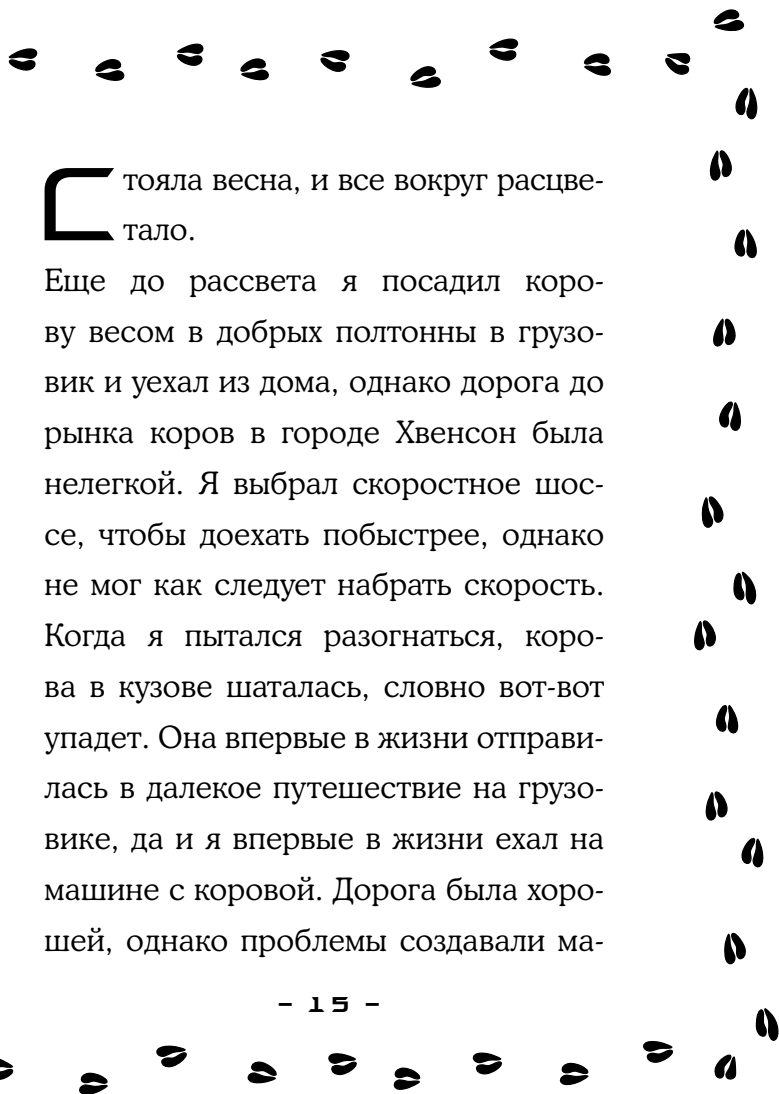 Стояла весна, и все вокруг расцве-
тало.
Еще до рассвета я посадил коро-
ву весом в добрых полтонны в грузо-
вик и уехал из дома, однако дорога до
рынка коров в городе Хвенсон была
нелегкой. Я выбрал скоростное шос-
се, чтобы доехать побыстрее, однако
не мог как следует набрать скорость.
Когда я пытался разогнаться, коро-
ва в кузове шаталась, словно вот-вот
упадет. Она впервые в жизни отправи-
лась в далекое путешествие на грузо-
вике, да и я впервые в жизни ехал на
машине с коровой. Дорога была хоро-
шей, однако проблемы создавали ма-
– 15 –